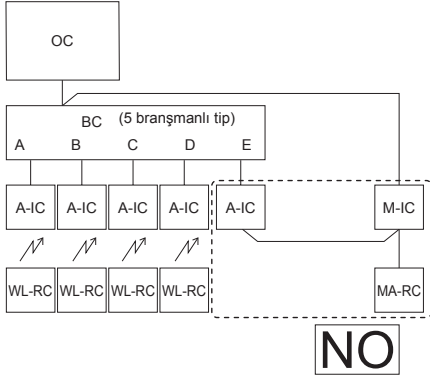 OC
BC (5 branşmanlı tip)
A B C D E
A-IC A-IC A-IC A-IC A-IC M-IC
WL-RC WL-RC WL-RC WL-RC MA-RC
NO